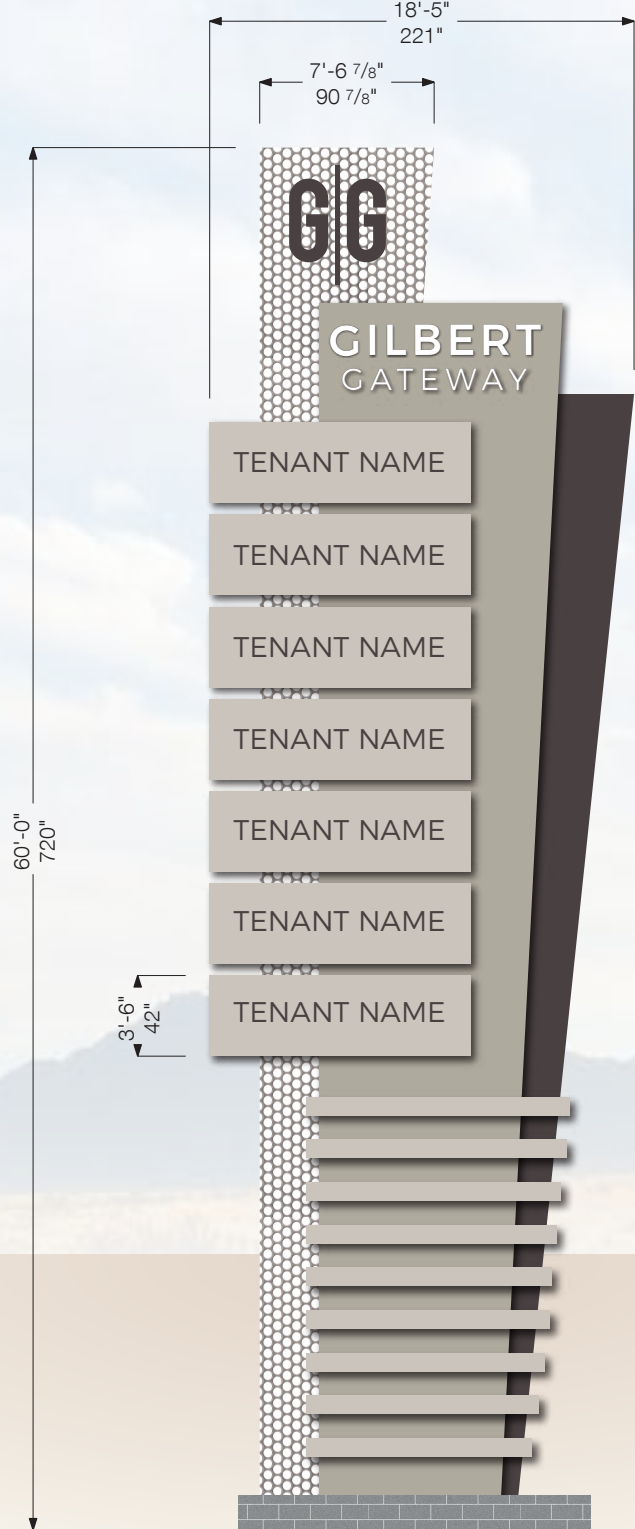 18'-5"
221"
7'-6 7/8"
90 7/8"
G|G
GILBERT
GATEWAY
TENANT NAME
TENANT NAME
TENANT NAME
TENANT NAME
TENANT NAME
TENANT NAME
TENANT NAME
60'-0"
720"
3'-6"
42"